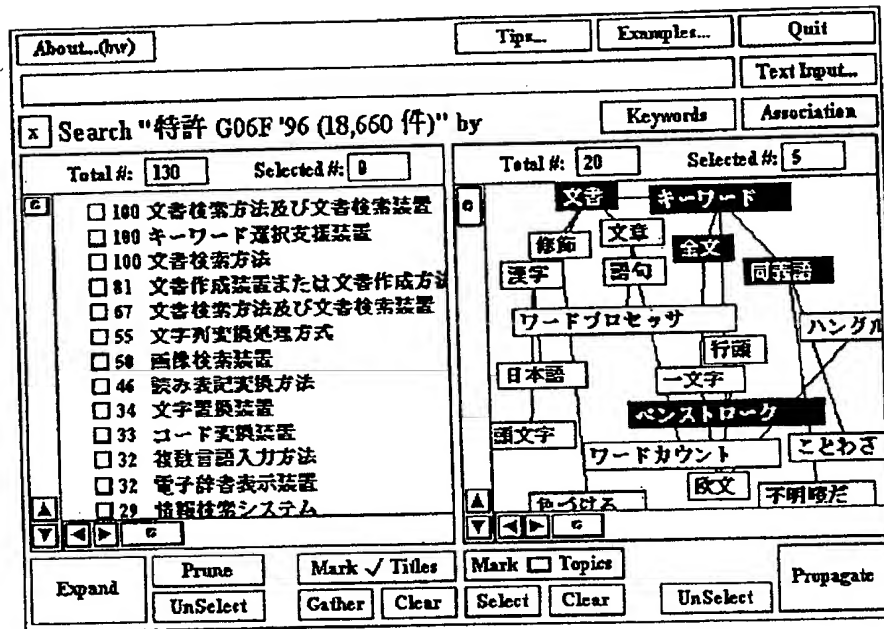 About...(bw)
Tips... Examples... Quit
Text Input...
x Search "特許 G06F '96 (18,660 件)" by Keywords Association
Total #: 130 Selected #: 0
Total #: 20 Selected #: 5
100 文書検索方法及び文書検索装置
100 キーワード選択支援装置
100 文書検索方法
81 文書作成装置または文書作成方法
67 文書検索方法及び文書検索装置
55 文字列変換処理方式
50 画像検索装置
46 読み表記変換方法
34 文字置換装置
33 コード変換装置
32 複数言語入力方法
32 電子辞書表示装置
29 情報検索システム
文書 キーワード
修飾 文章 全文
漢字 語句 同義語
ワードプロセッサ ハングル
行頭
日本語 一文字
ペンストローク
頭文字 ワードカウント ことわざ
欧文 不明瞭だ
色づける
Expand Prune Mark ✓ Titles Mark □ Topics Propagate
UnSelect Gather Clear Select Clear UnSelect